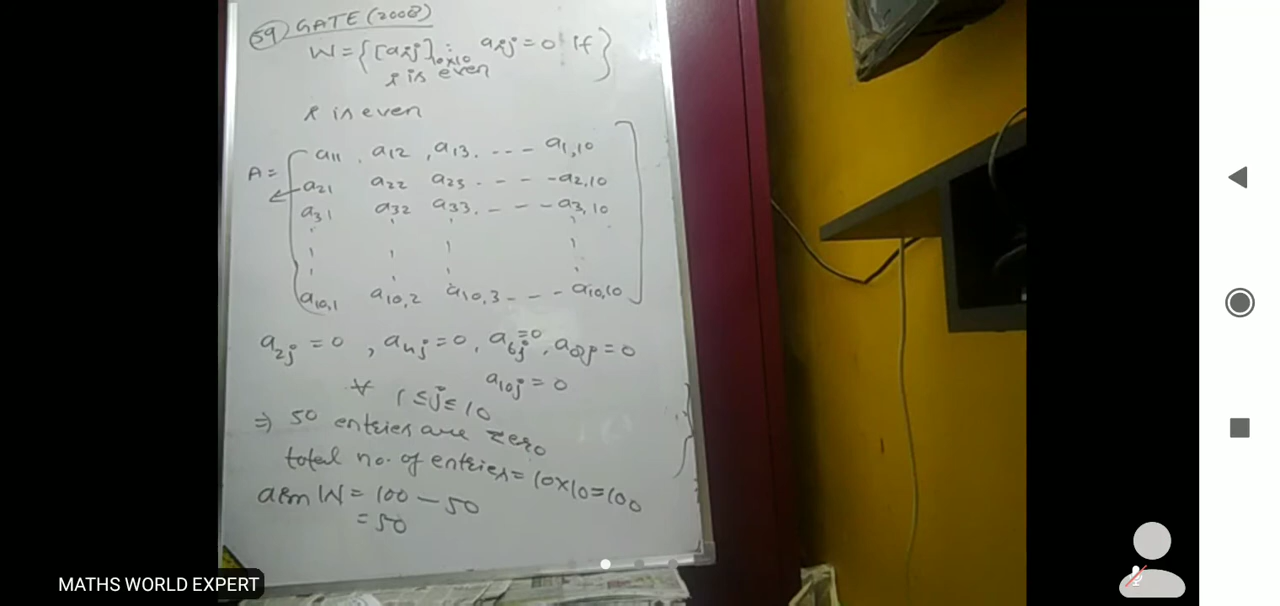 59) GATE (2008)
W = { [aij]10×10 : aij = 0 if
i is even }
i is even
A = [ a11 , a12 , a13 . - - - a1,10
a21 a22 a23 . - - - a2,10
a31 a32 a33 . - - - a3,10
a10,1 a10,2 a10,3 - - - a10,10 ]
a2j = 0 , a4j = 0 , a6j = 0 , a8j = 0
∀ 1 ≤ j ≤ 10 a10j = 0
⇒ 50 entries are zero
total no. of entries = 10×10 = 100
dim W = 100 – 50
= 50
MATHS WORLD EXPERT